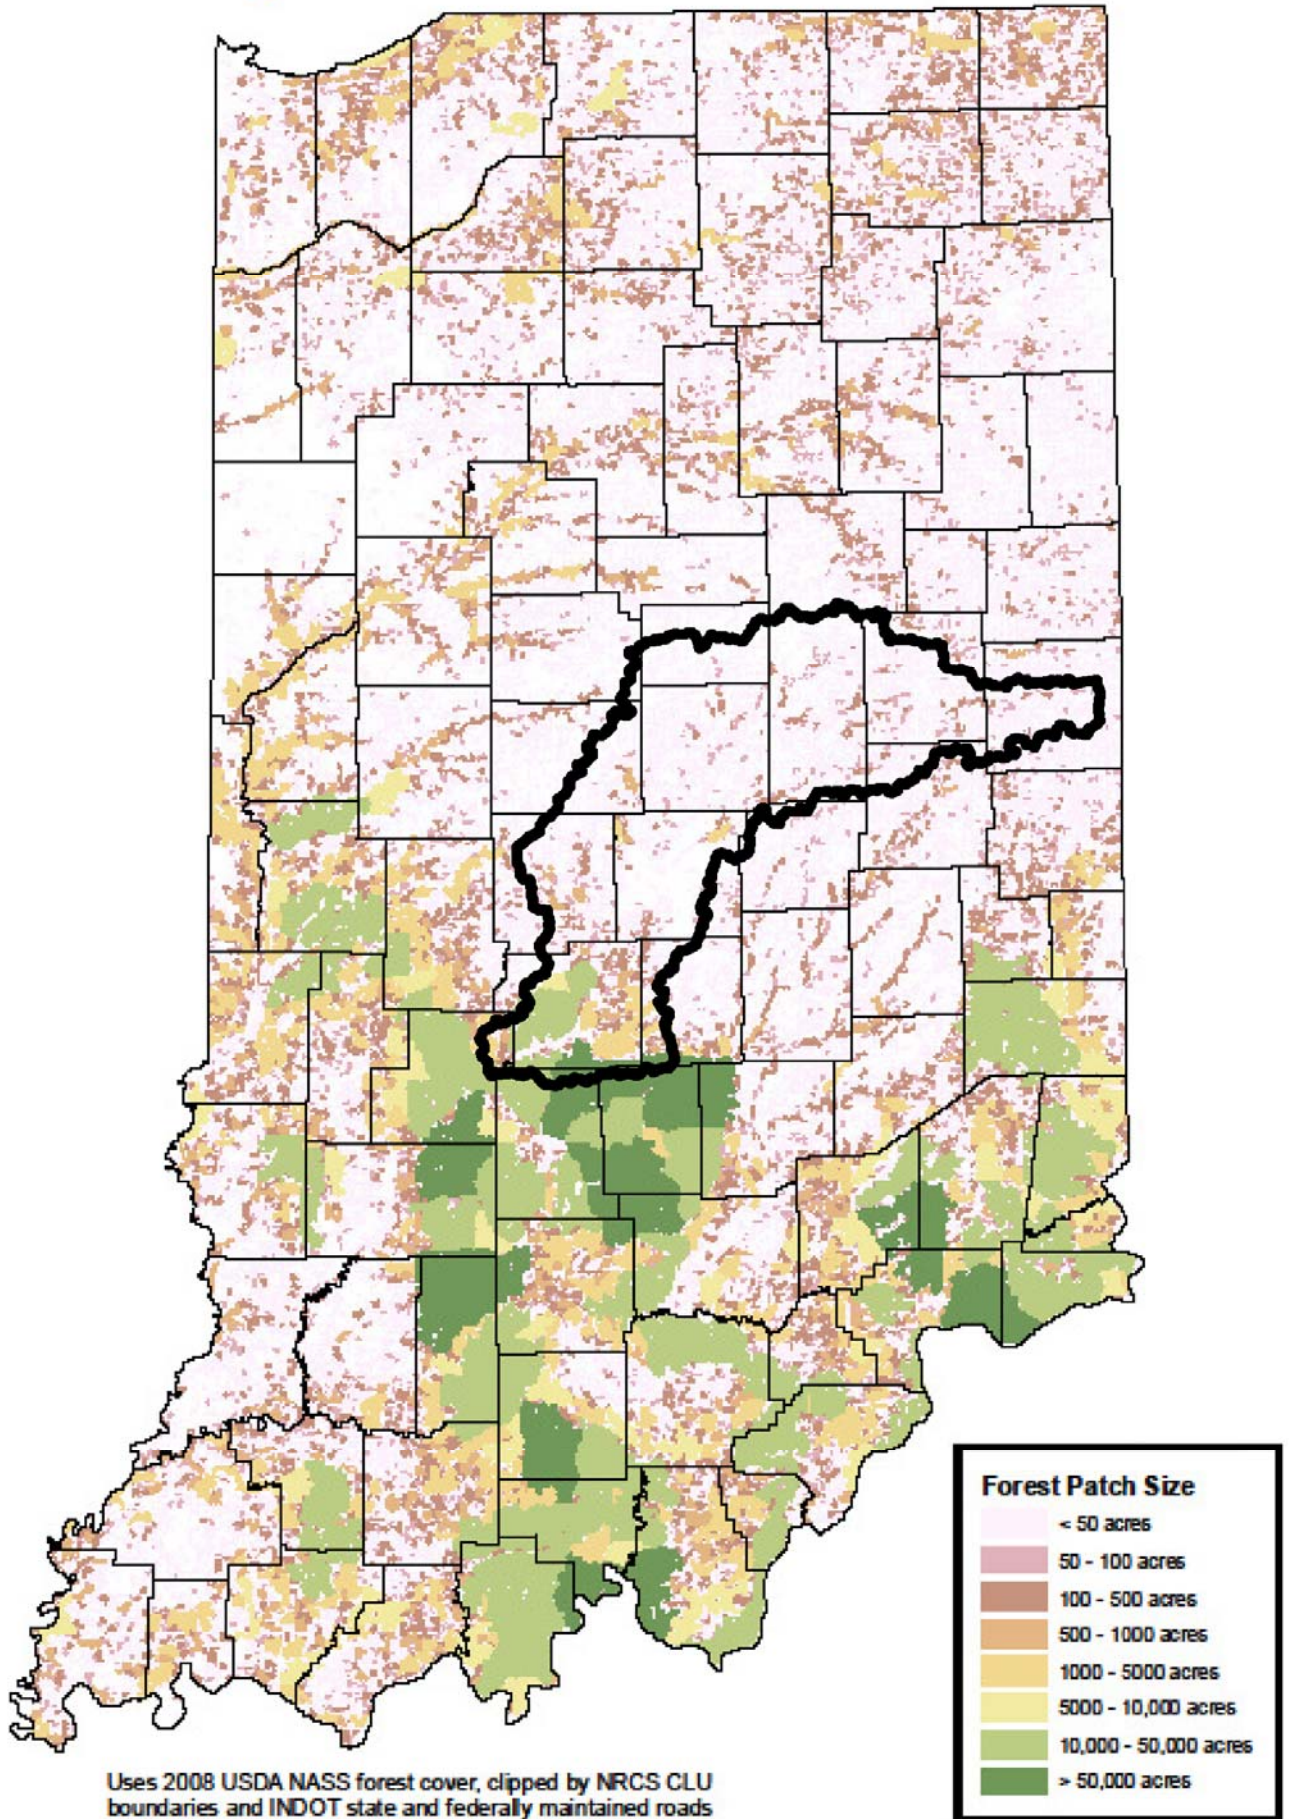 Forest Patch Size
< 50 acres
50 - 100 acres
100 - 500 acres
500 - 1000 acres
1000 - 5000 acres
5000 - 10,000 acres
10,000 - 50,000 acres
> 50,000 acres
Uses 2008 USDA NASS forest cover, clipped by NRCS CLU
boundaries and INDOT state and federally maintained roads